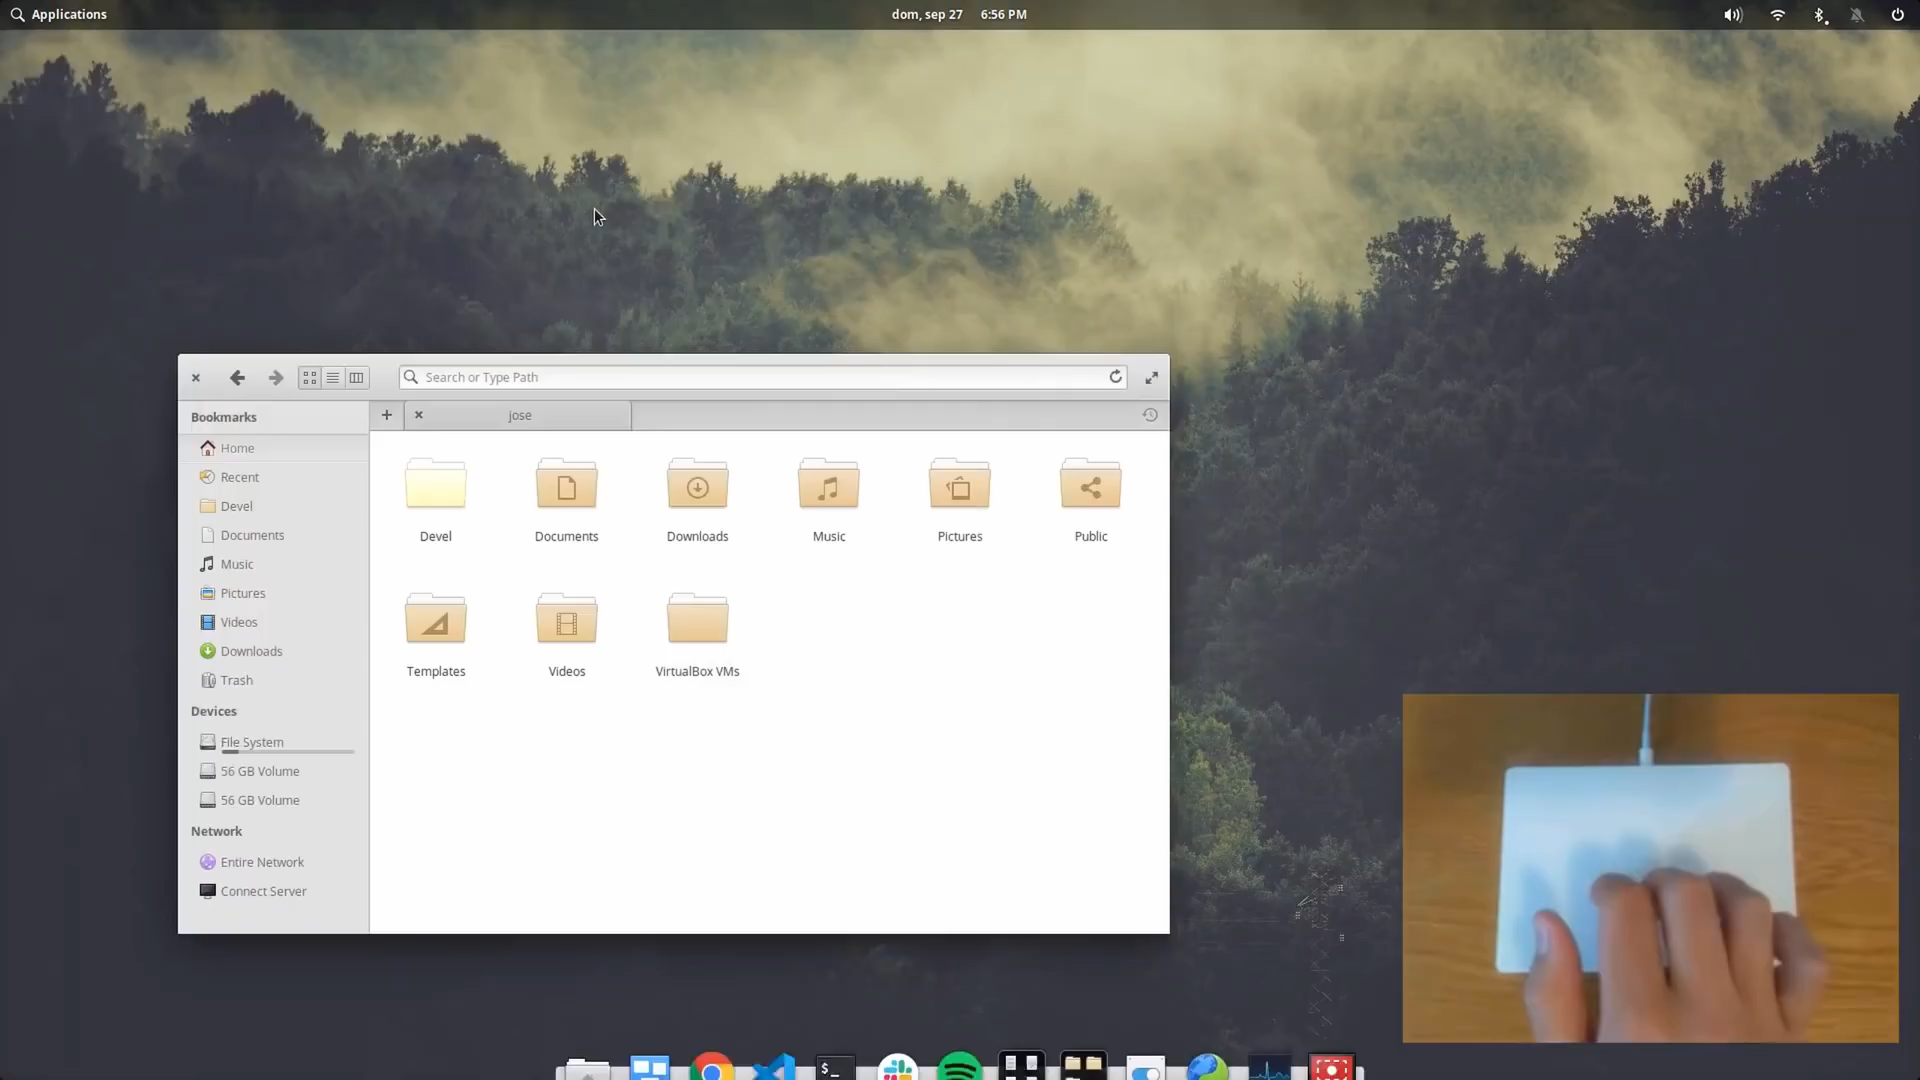 Applications
dom, sep 27 6:56 PM
Search or Type Path
jose
Bookmarks
Home
Recent
Devel
Documents
Music
Pictures
Videos
Downloads
Trash
Devices
File System
56 GB Volume
56 GB Volume
Network
Entire Network
Connect Server
Devel
Documents
Downloads
Music
Pictures
Public
Templates
Videos
VirtualBox VMs
$_